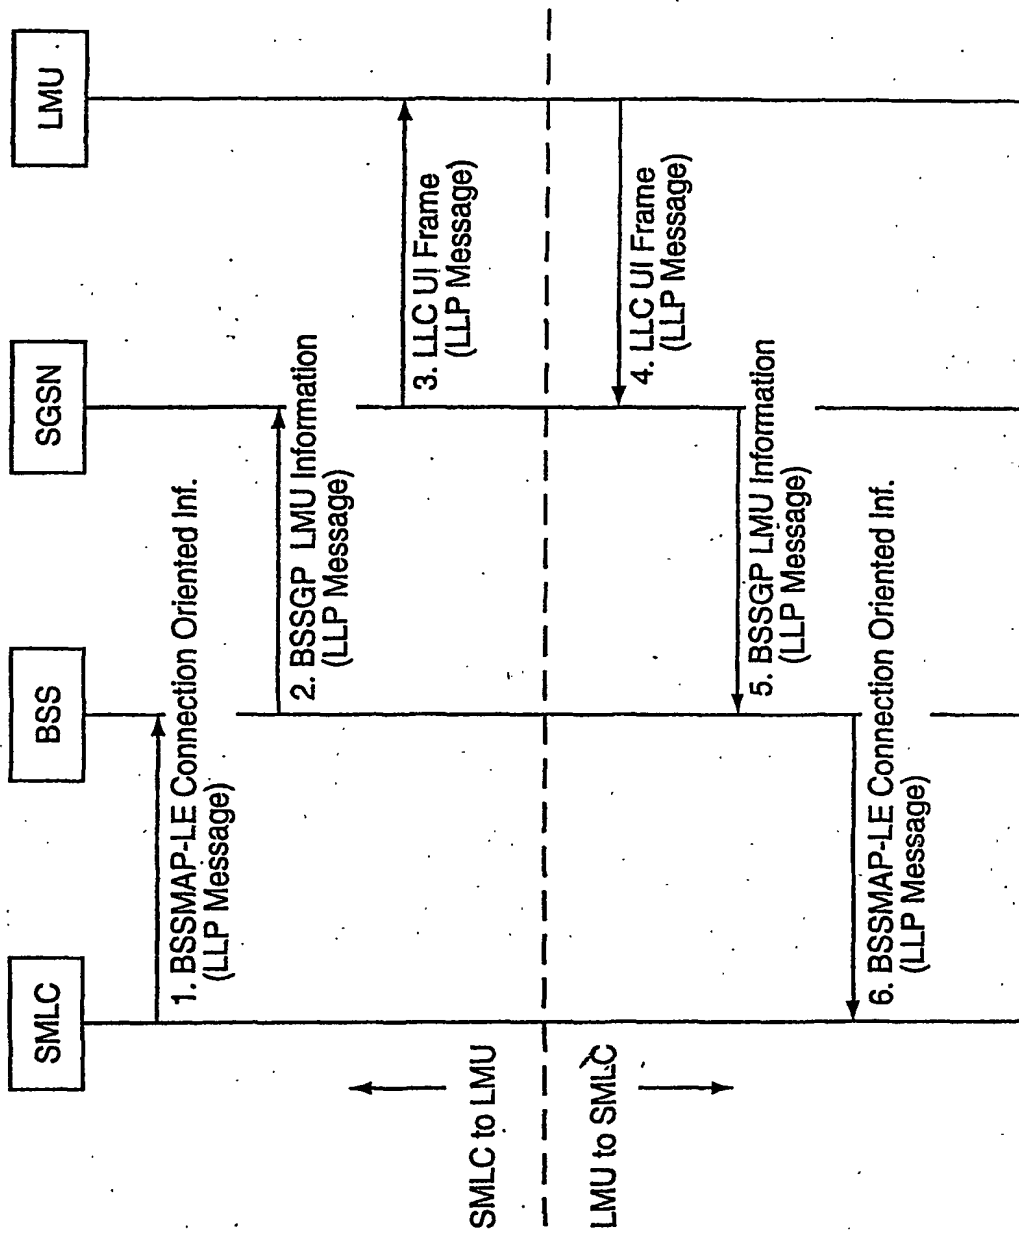 SMLC
BSS
SGSN
LMU
1. BSSMAP-LE Connection Oriented Inf.
(LLP Message)
2. BSSGP LMU Information
(LLP Message)
3. LLC UI Frame
(LLP Message)
SMLC to LMU
LMU to SMLC
4. LLC UI Frame
(LLP Message)
5. BSSGP LMU Information
(LLP Message)
6. BSSMAP-LE Connection Oriented Inf.
(LLP Message)